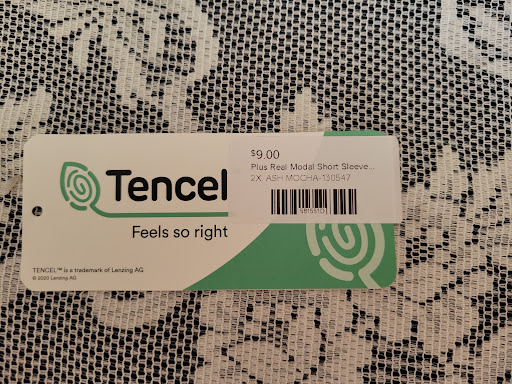 $9.00
Plus Real Modal Short Sleeve...
2X, ASH MOCHA-130547
5815510
Tencel
Feels so right
TENCEL™ is a trademark of Lenzing AG
© 2020 Lenzing AG